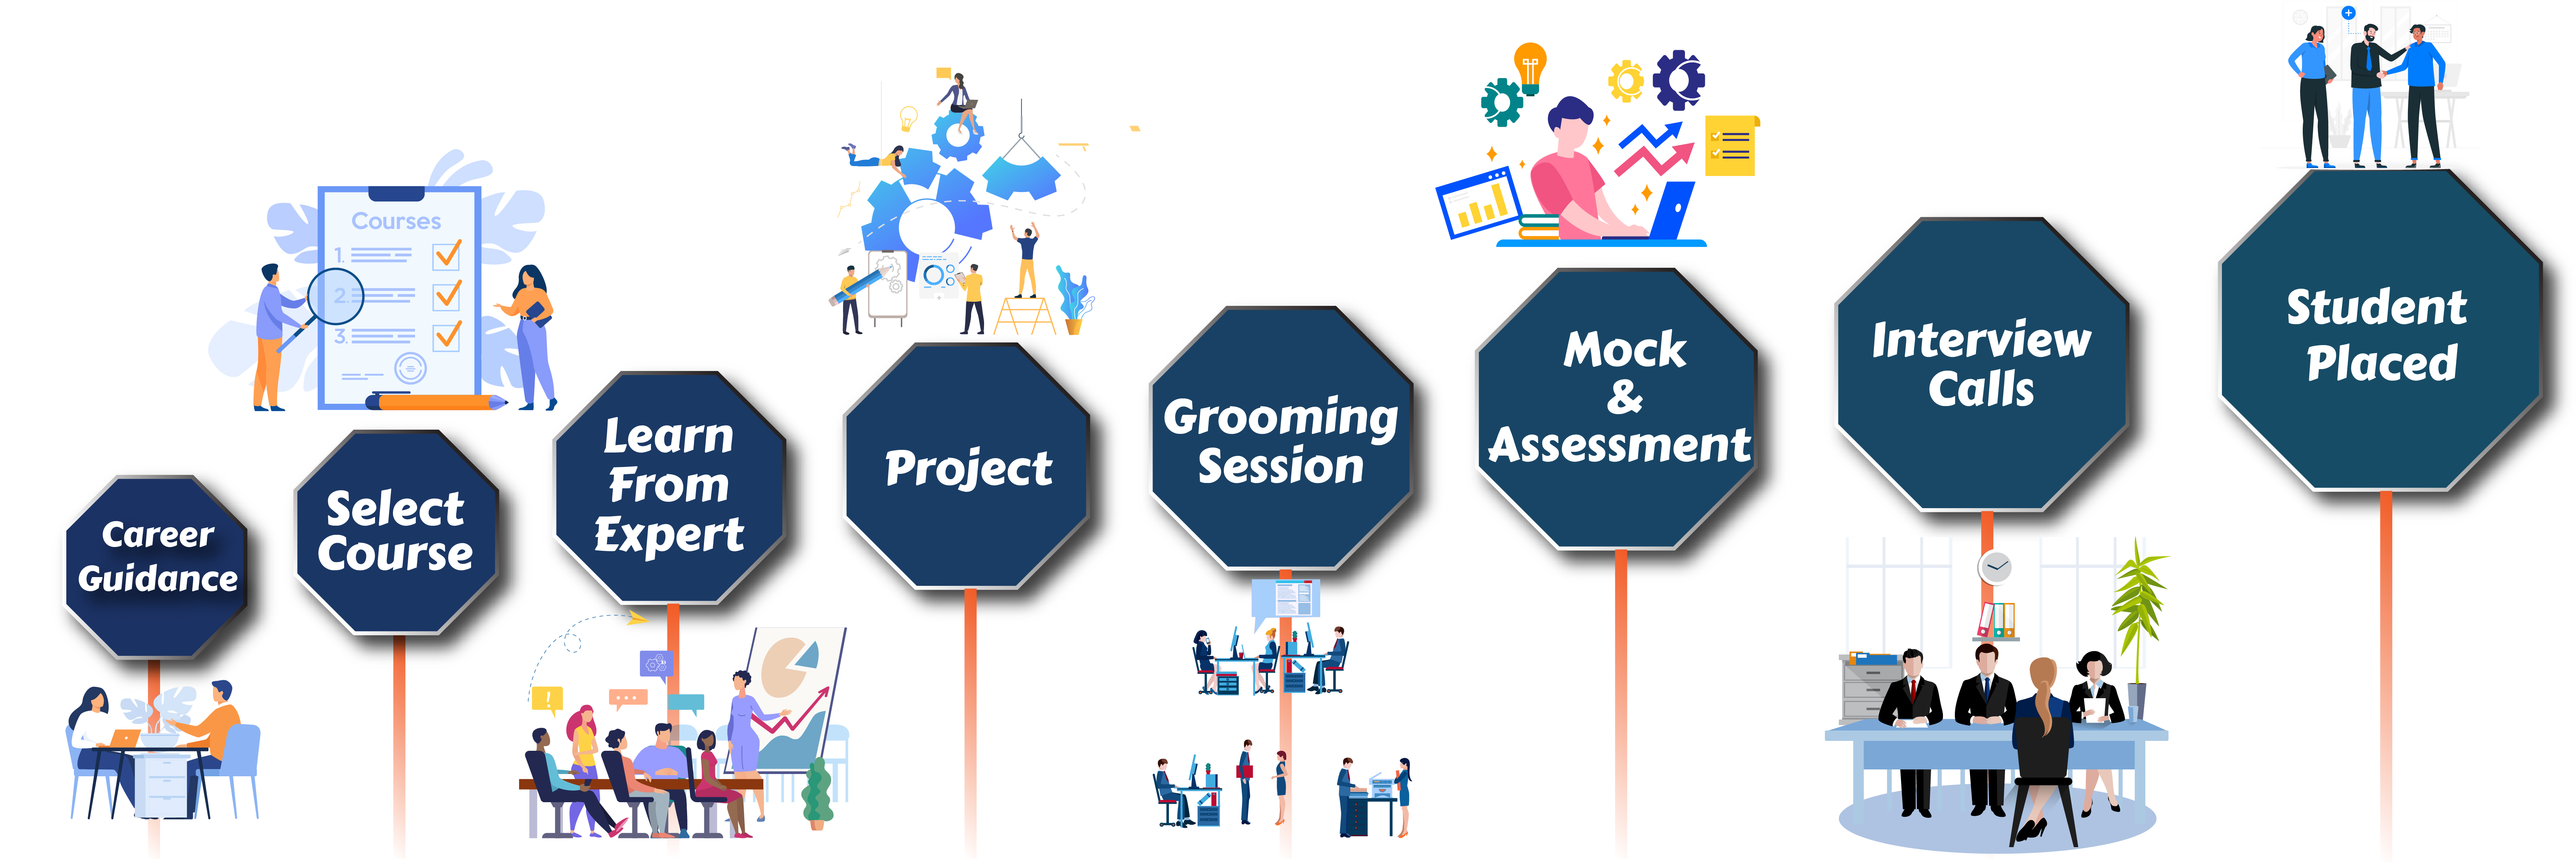 Career
Guidance
Courses
1.
2.
3.
Select
Course
Learn
From
Expert
Project
Grooming
Session
Mock
&
Assessment
Interview
Calls
Student
Placed